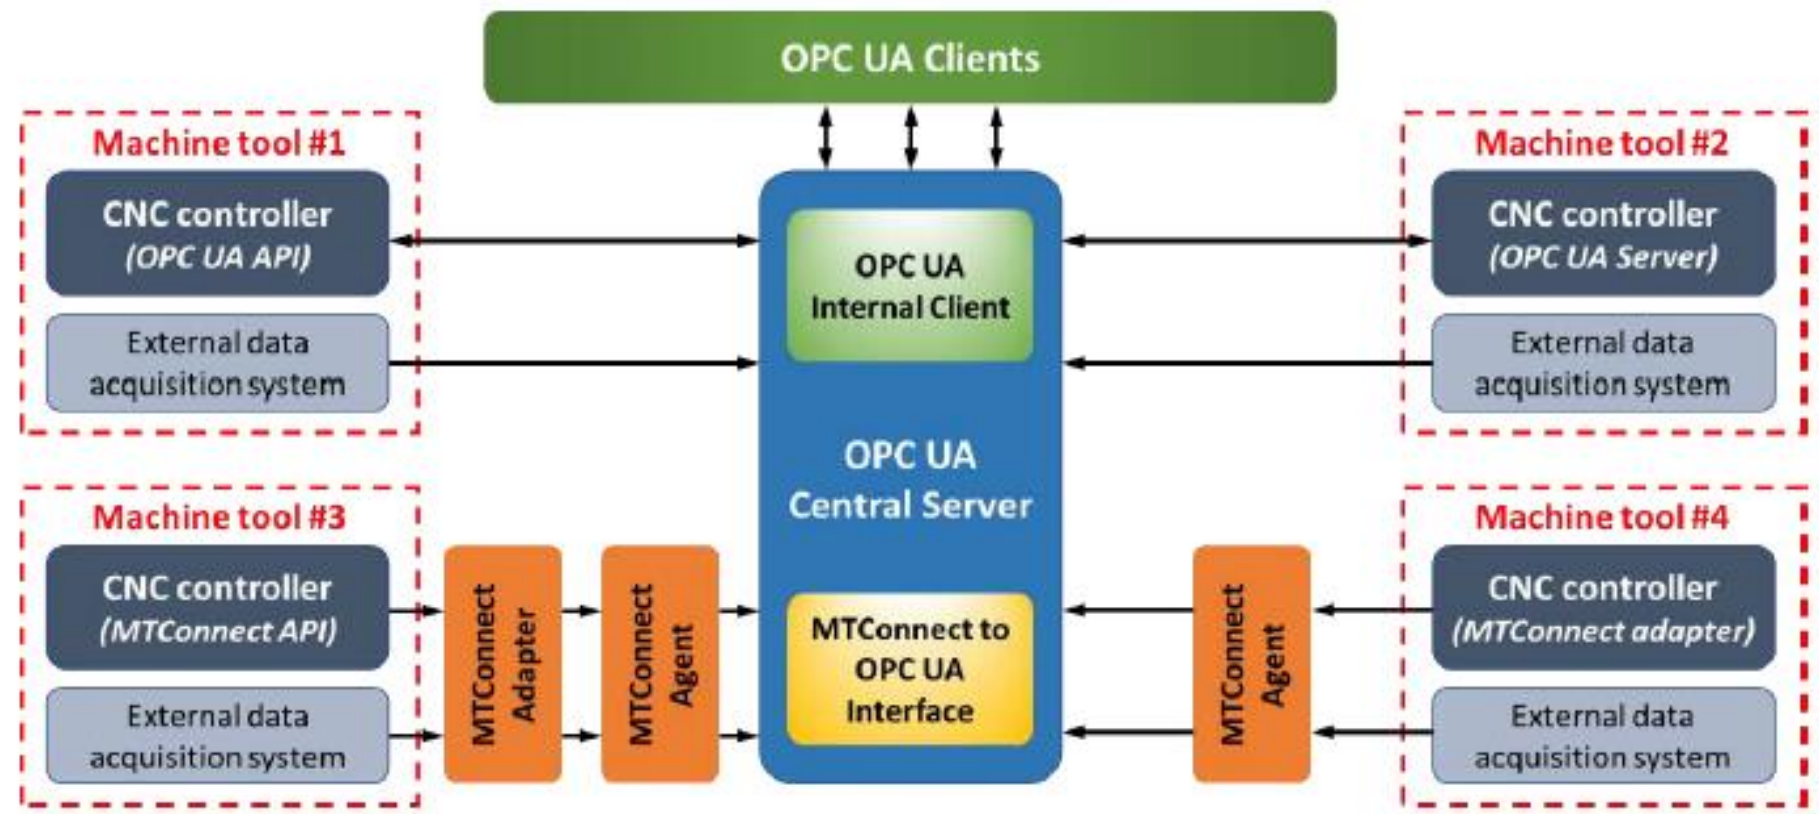 OPC UA Clients
Machine tool #1
CNC controller
(OPC UA API)
External data
acquisition system
Machine tool #2
CNC controller
(OPC UA Server)
External data
acquisition system
OPC UA
Internal Client
OPC UA
Central Server
MTConnect to
OPC UA
Interface
Machine tool #3
CNC controller
(MTConnect API)
External data
acquisition system
MTConnect
Adapter
MTConnect
Agent
MTConnect
Agent
Machine tool #4
CNC controller
(MTConnect adapter)
External data
acquisition system